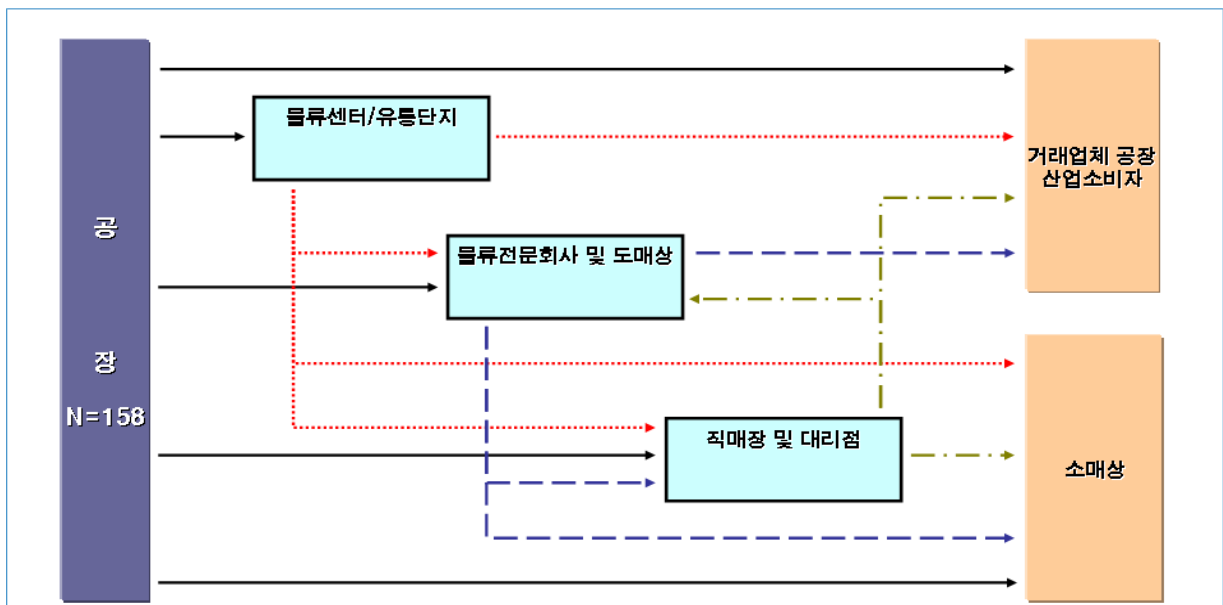 공
장
N=158
물류센터/유통단지
물류전문회사 및 도매상
직매장 및 대리점
거래업체 공장
산업소비자
소매상